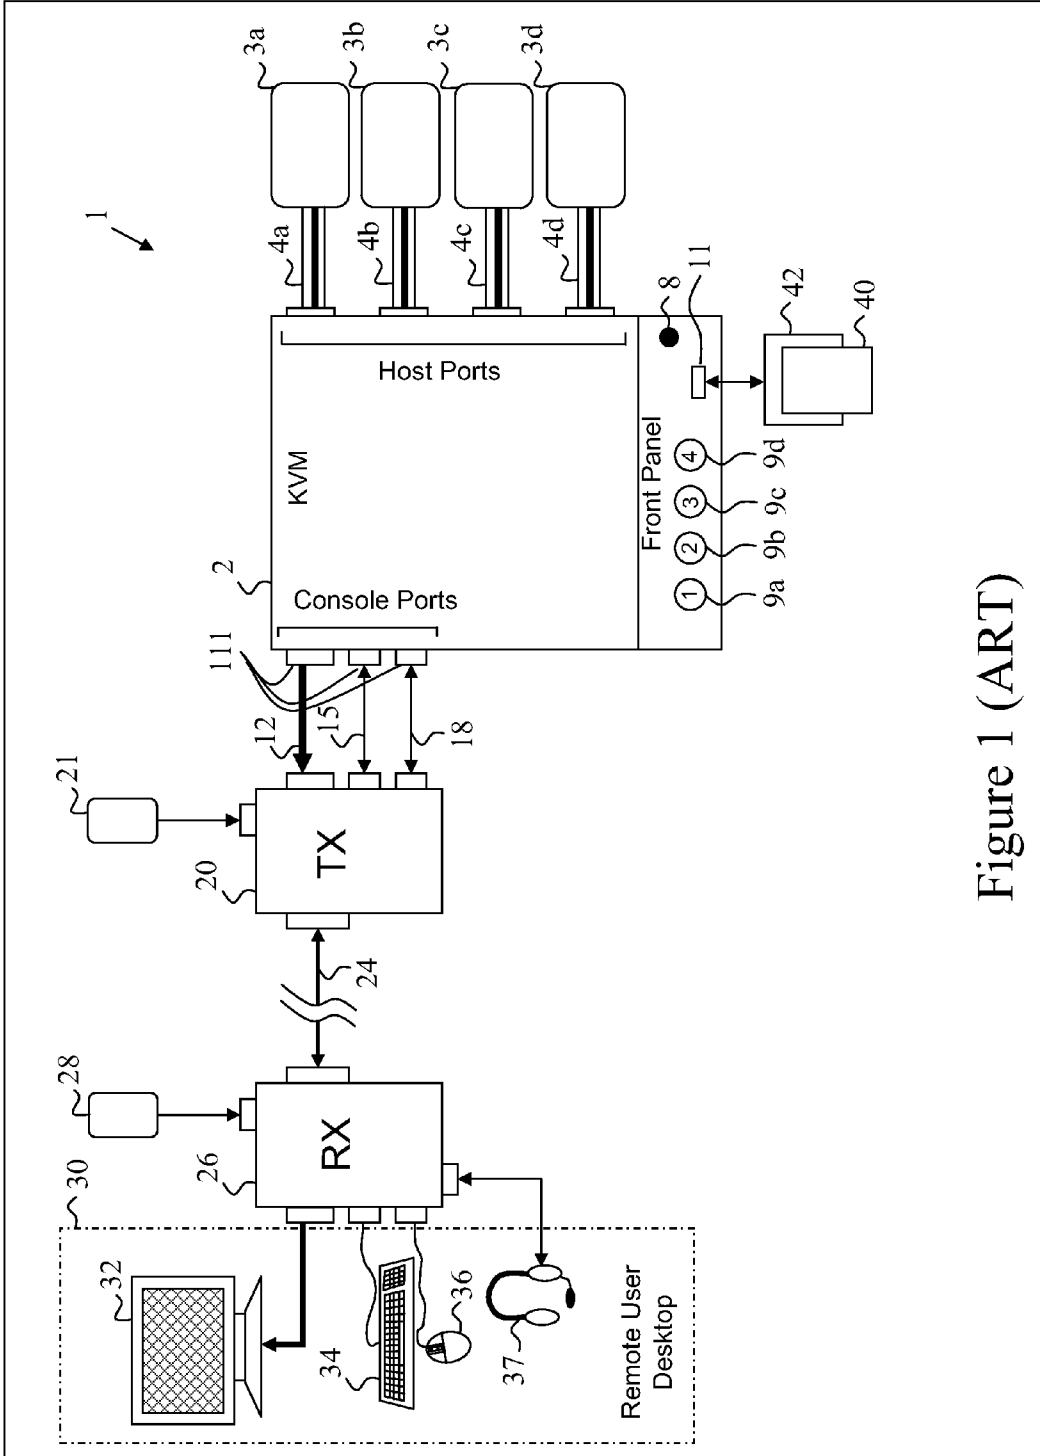 1
3a
3b
3c
3d
4a
4b
4c
4d
Host Ports
KVM
2
Console Ports
111
12
15
18
Front Panel
1
2
3
4
9a
9b
9c
9d
8
11
42
40
21
20
TX
24
28
26
RX
30
32
34
36
37
Remote User
Desktop
Figure 1 (ART)